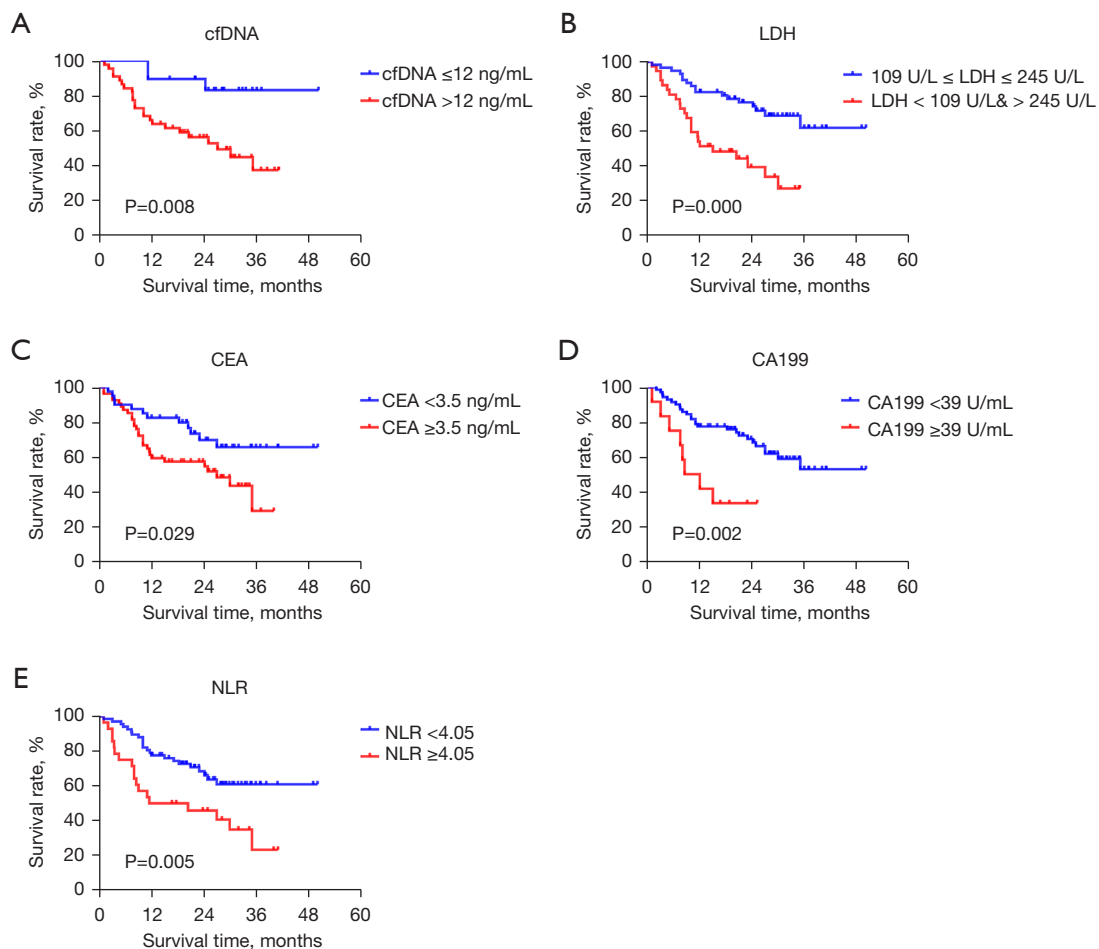 A
cfDNA
100
80
60
40
20
0
Survival rate, %
cfDNA ≤12 ng/mL
cfDNA >12 ng/mL
P=0.008
0 12 24 36 48 60
Survival time, months
B
LDH
100
80
60
40
20
0
Survival rate, %
109 U/L ≤ LDH ≤ 245 U/L
LDH < 109 U/L& > 245 U/L
P=0.000
0 12 24 36 48 60
Survival time, months
C
CEA
100
80
60
40
20
0
Survival rate, %
CEA <3.5 ng/mL
CEA ≥3.5 ng/mL
P=0.029
0 12 24 36 48 60
Survival time, months
D
CA199
100
80
60
40
20
0
Survival rate, %
CA199 <39 U/mL
CA199 ≥39 U/mL
P=0.002
0 12 24 36 48 60
Survival time, months
E
NLR
100
80
60
40
20
0
Survival rate, %
NLR <4.05
NLR ≥4.05
P=0.005
0 12 24 36 48 60
Survival time, months